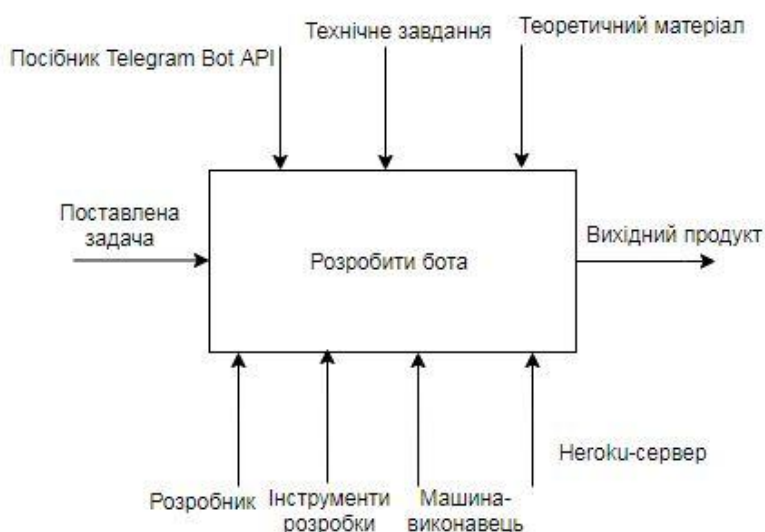 Посібник Telegram Bot API
Технічне завдання
Теоретичний матеріал
Поставлена
задача
Розробити бота
Вихідний продукт
Розробник
Інструменти
розробки
Машина-
виконавець
Heroku-сервер